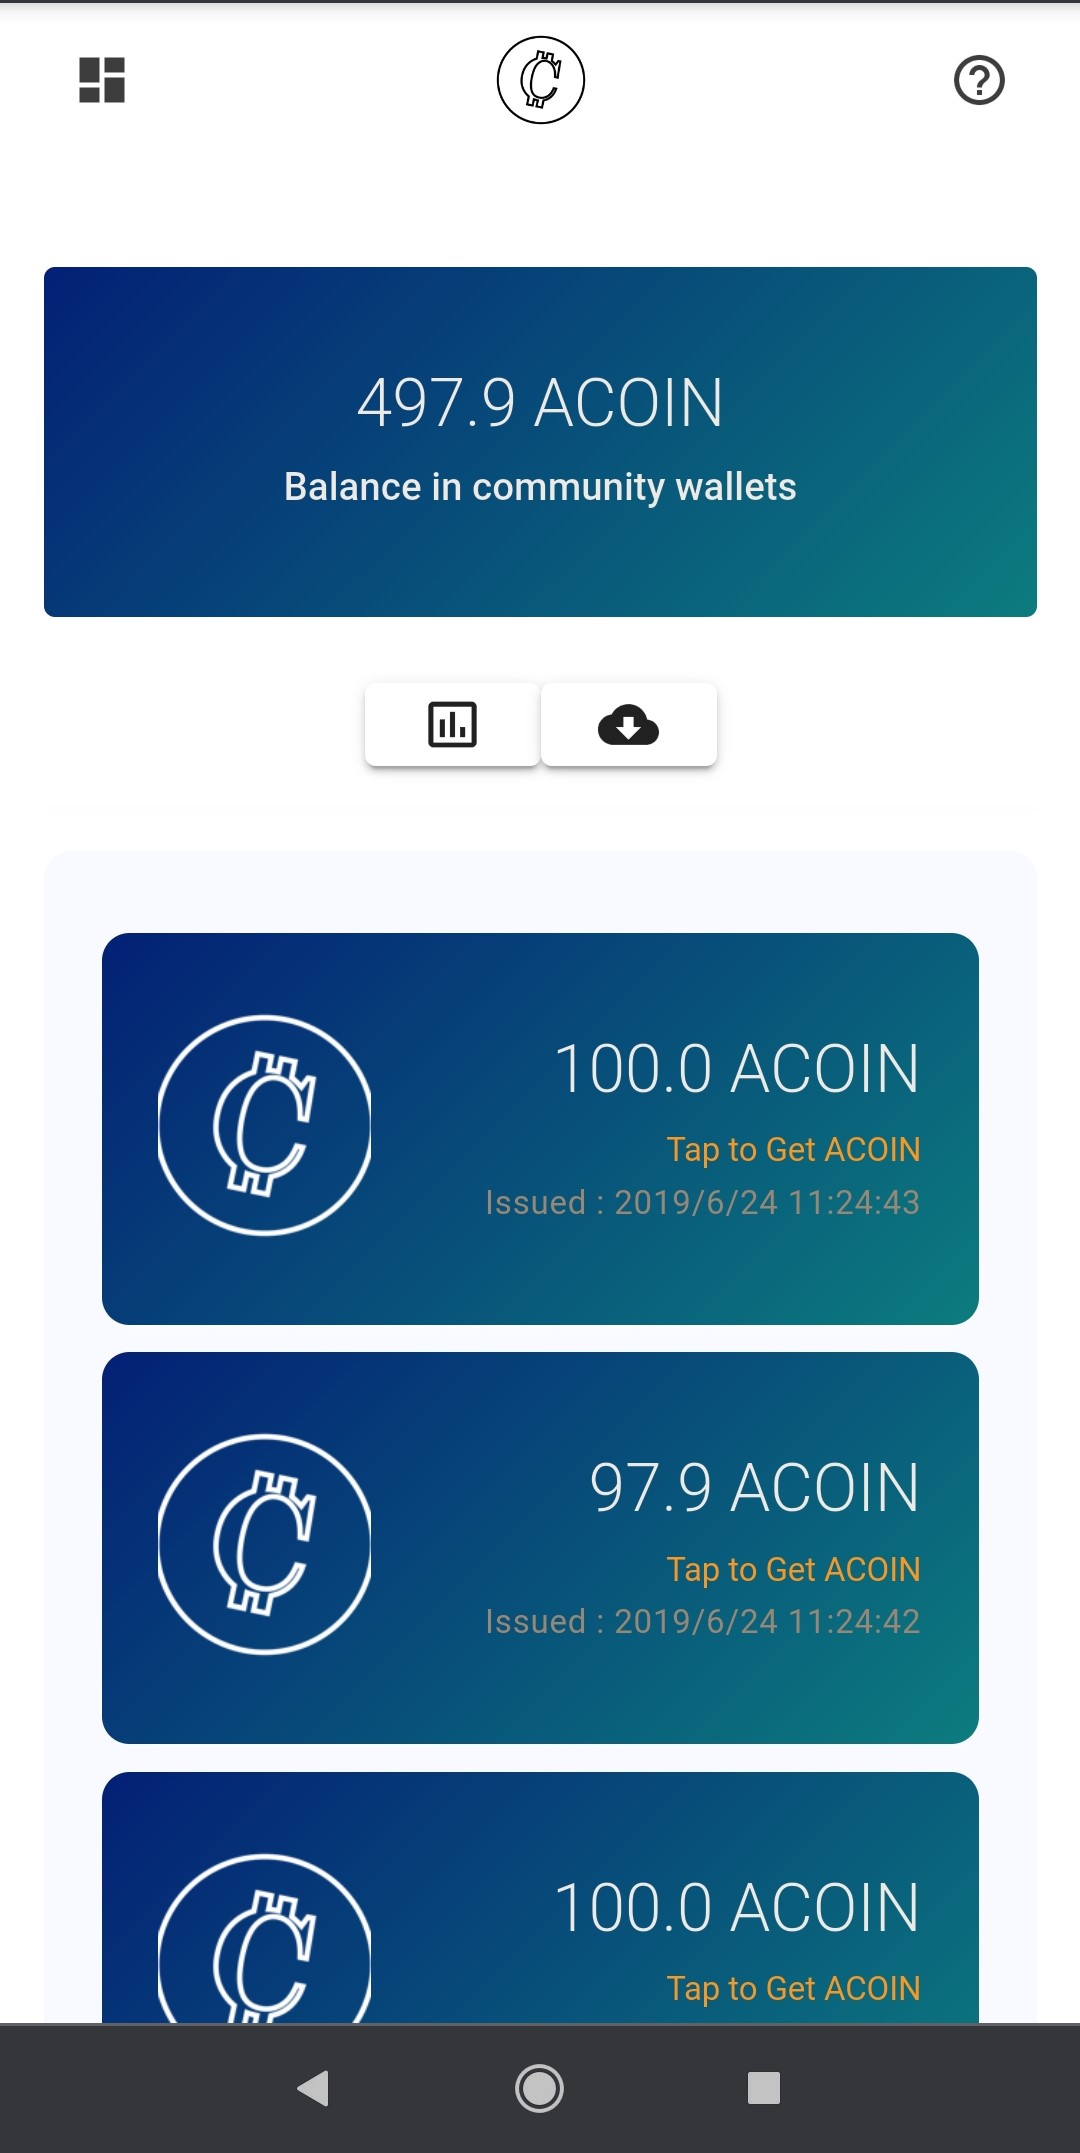 497.9 ACOIN
Balance in community wallets
100.0 ACOIN
Tap to Get ACOIN
Issued : 2019/6/24 11:24:43
97.9 ACOIN
Tap to Get ACOIN
Issued : 2019/6/24 11:24:42
100.0 ACOIN
Tap to Get ACOIN